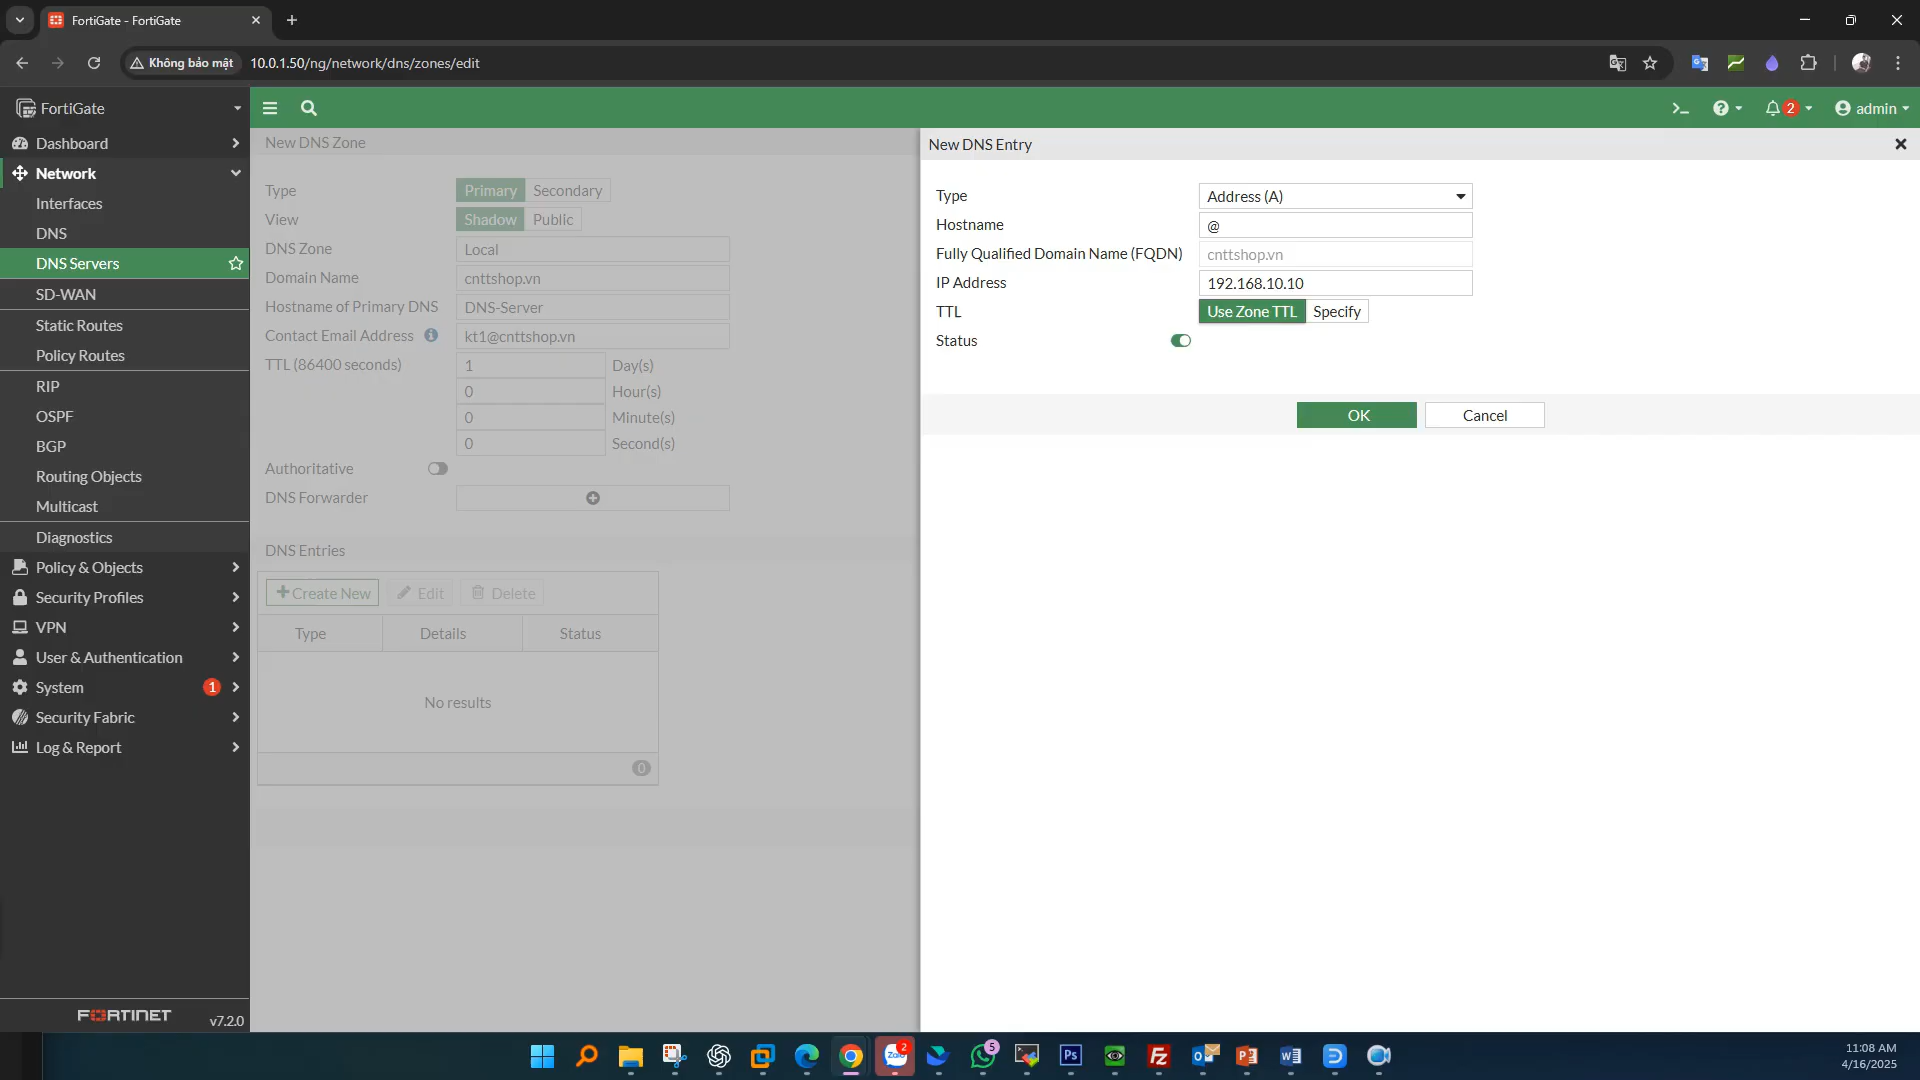 FortiGate - FortiGate
Không bảo mật
10.0.1.50/ng/network/dns/zones/edit
FortiGate
2
admin
Dashboard
Network
Interfaces
DNS
DNS Servers
SD-WAN
Static Routes
Policy Routes
RIP
OSPF
BGP
Routing Objects
Multicast
Diagnostics
Policy & Objects
Security Profiles
VPN
User & Authentication
System 1
Security Fabric
Log & Report
FORTINET v7.2.0
New DNS Zone
Type Primary Secondary
View Shadow Public
DNS Zone Local
Domain Name cnttshop.vn
Hostname of Primary DNS DNS-Server
Contact Email Address kt1@cnttshop.vn
TTL (86400 seconds) 1 Day(s)
0 Hour(s)
0 Minute(s)
0 Second(s)
Authoritative
DNS Forwarder
DNS Entries
Create New Edit Delete
Type Details Status
No results
0
New DNS Entry
Type Address (A)
Hostname @
Fully Qualified Domain Name (FQDN) cnttshop.vn
IP Address 192.168.10.10
TTL Use Zone TTL Specify
Status
OK Cancel
Zalo 2
5
Ps
Fz
11:08 AM
4/16/2025